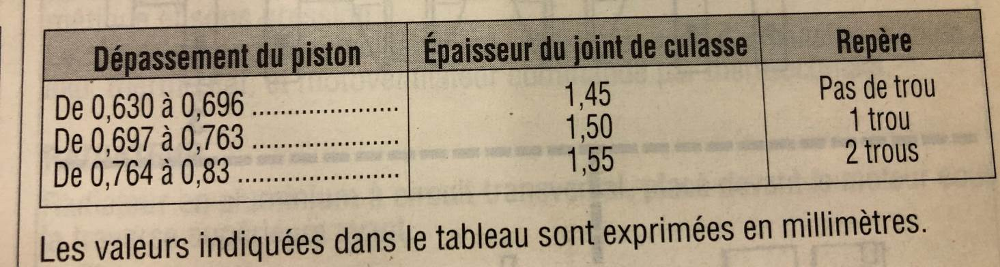 Dépassement du piston Épaisseur du joint de culasse Repère
De 0,630 à 0,696 ..................... 1,45 Pas de trou
De 0,697 à 0,763 ..................... 1,50 1 trou
De 0,764 à 0,83 ....................... 1,55 2 trous
Les valeurs indiquées dans le tableau sont exprimées en millimètres.